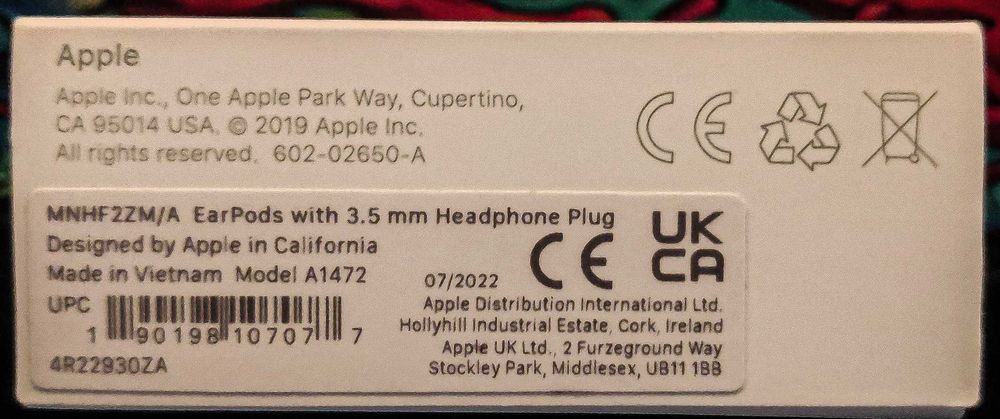 Apple
Apple Inc., One Apple Park Way, Cupertino,
CA 95014 USA. © 2019 Apple Inc.
All rights reserved. 602-02650-A
CE
MNHF2ZM/A EarPods with 3.5 mm Headphone Plug
Designed by Apple in California
Made in Vietnam Model A1472
07/2022
CE
UK
CA
UPC
1 90198 10707 7
4R22930ZA
Apple Distribution International Ltd.
Hollyhill Industrial Estate, Cork, Ireland
Apple UK Ltd., 2 Furzeground Way
Stockley Park, Middlesex, UB11 1BB